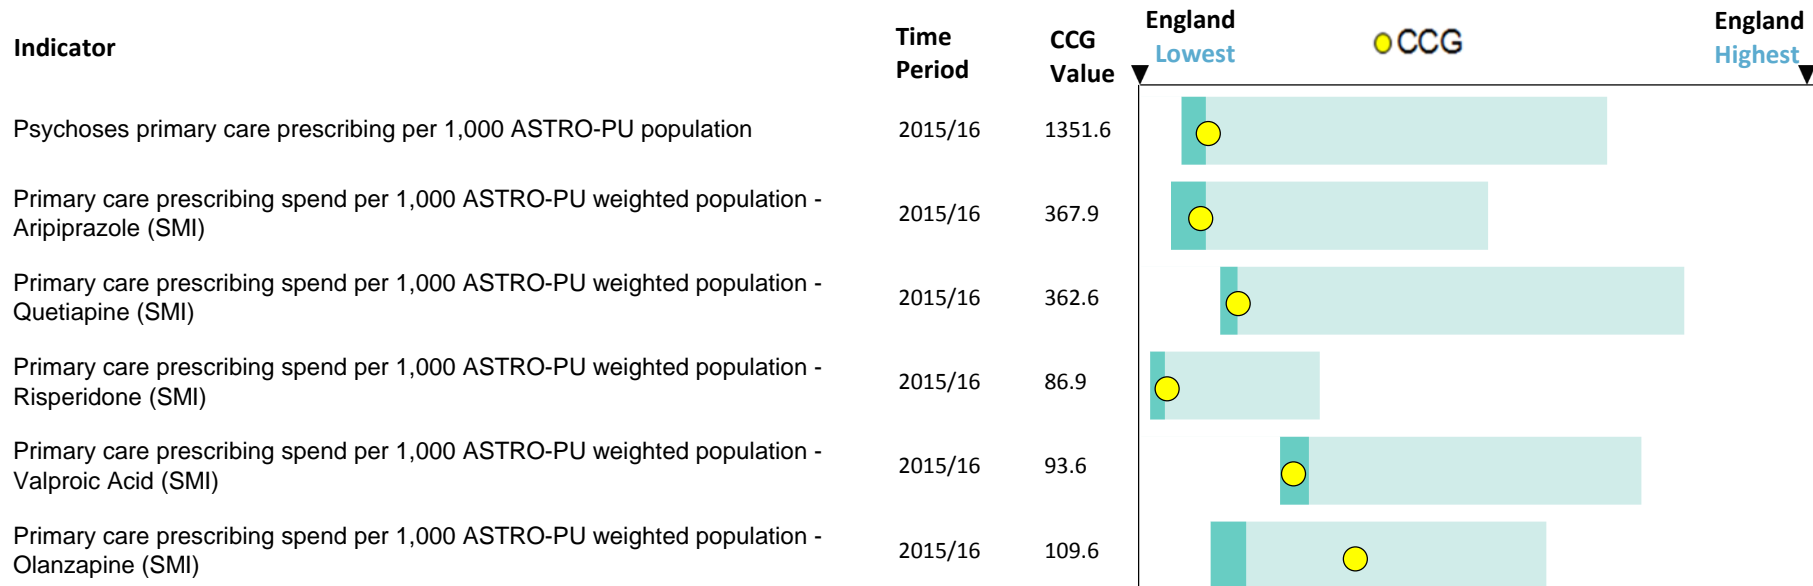 Indicator
Time
Period
CCG
Value
England
Lowest
CCG
England
Highest
Psychoses primary care prescribing per 1,000 ASTRO-PU population
2015/16
1351.6
Primary care prescribing spend per 1,000 ASTRO-PU weighted population -
Aripiprazole (SMI)
2015/16
367.9
Primary care prescribing spend per 1,000 ASTRO-PU weighted population -
Quetiapine (SMI)
2015/16
362.6
Primary care prescribing spend per 1,000 ASTRO-PU weighted population -
Risperidone (SMI)
2015/16
86.9
Primary care prescribing spend per 1,000 ASTRO-PU weighted population -
Valproic Acid (SMI)
2015/16
93.6
Primary care prescribing spend per 1,000 ASTRO-PU weighted population -
Olanzapine (SMI)
2015/16
109.6